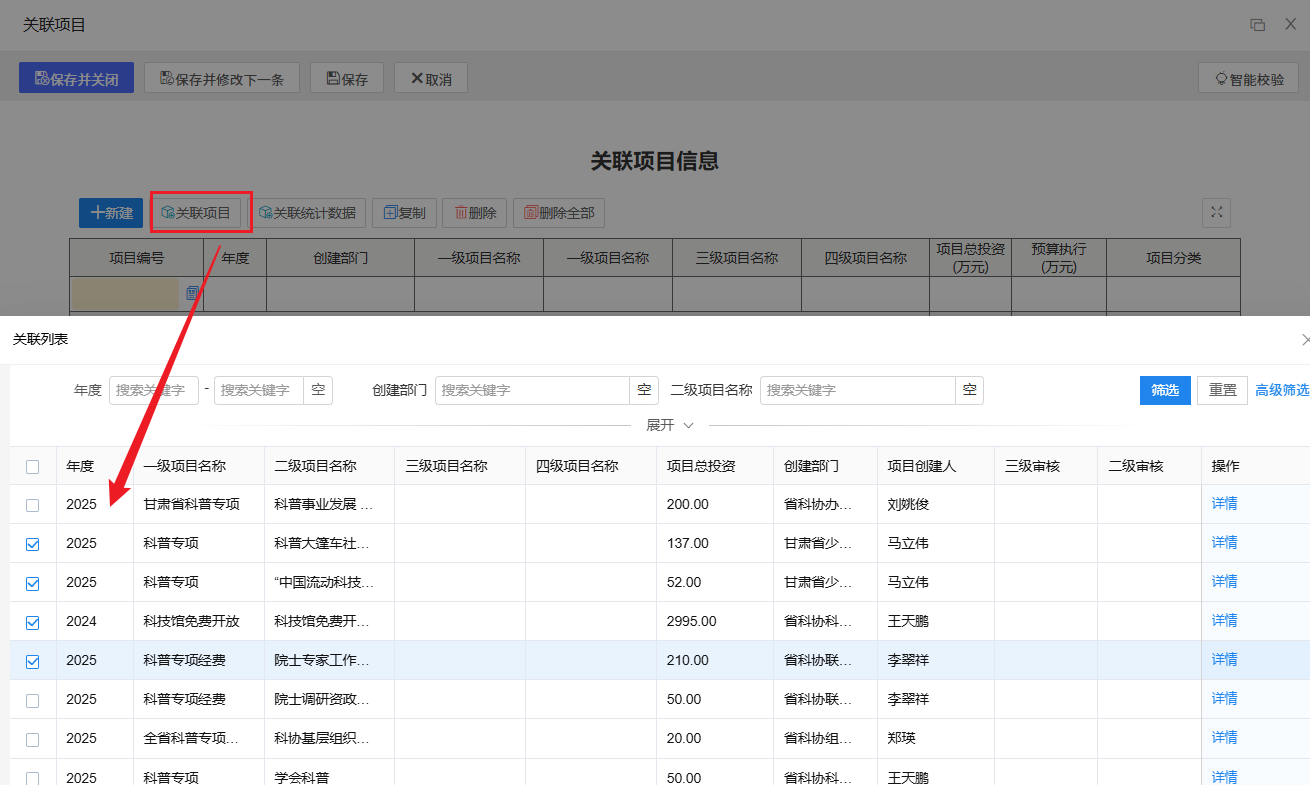 关联项目
保存并关闭 保存并修改下一条 保存 取消 智能校验
关联项目信息
新建 关联项目 关联统计数据 复制 删除 删除全部
项目编号 年度 创建部门 一级项目名称 一级项目名称 三级项目名称 四级项目名称 项目总投资(万元) 预算执行(万元) 项目分类
关联列表
年度 搜索关键字 - 搜索关键字 空 创建部门 搜索关键字 空 二级项目名称 搜索关键字 空 筛选 重置 高级筛选
展开
年度 一级项目名称 二级项目名称 三级项目名称 四级项目名称 项目总投资 创建部门 项目创建人 三级审核 二级审核 操作
2025 甘肃省科普专项 科普事业发展 ... 200.00 省科协办... 刘姚俊 详情
2025 科普专项 科普大篷车社... 137.00 甘肃省少... 马立伟 详情
2025 科普专项 “中国流动科技... 52.00 甘肃省少... 马立伟 详情
2024 科技馆免费开放 科技馆免费开... 2995.00 省科协科... 王天鹏 详情
2025 科普专项经费 院士专家工作... 210.00 省科协联... 李翠祥 详情
2025 科普专项经费 院士调研资政... 50.00 省科协联... 李翠祥 详情
2025 全省科普专项... 科协基层组织... 20.00 省科协组... 郑瑛 详情
2025 科普专项 学会科普 50.00 省科协科... 王天鹏 详情